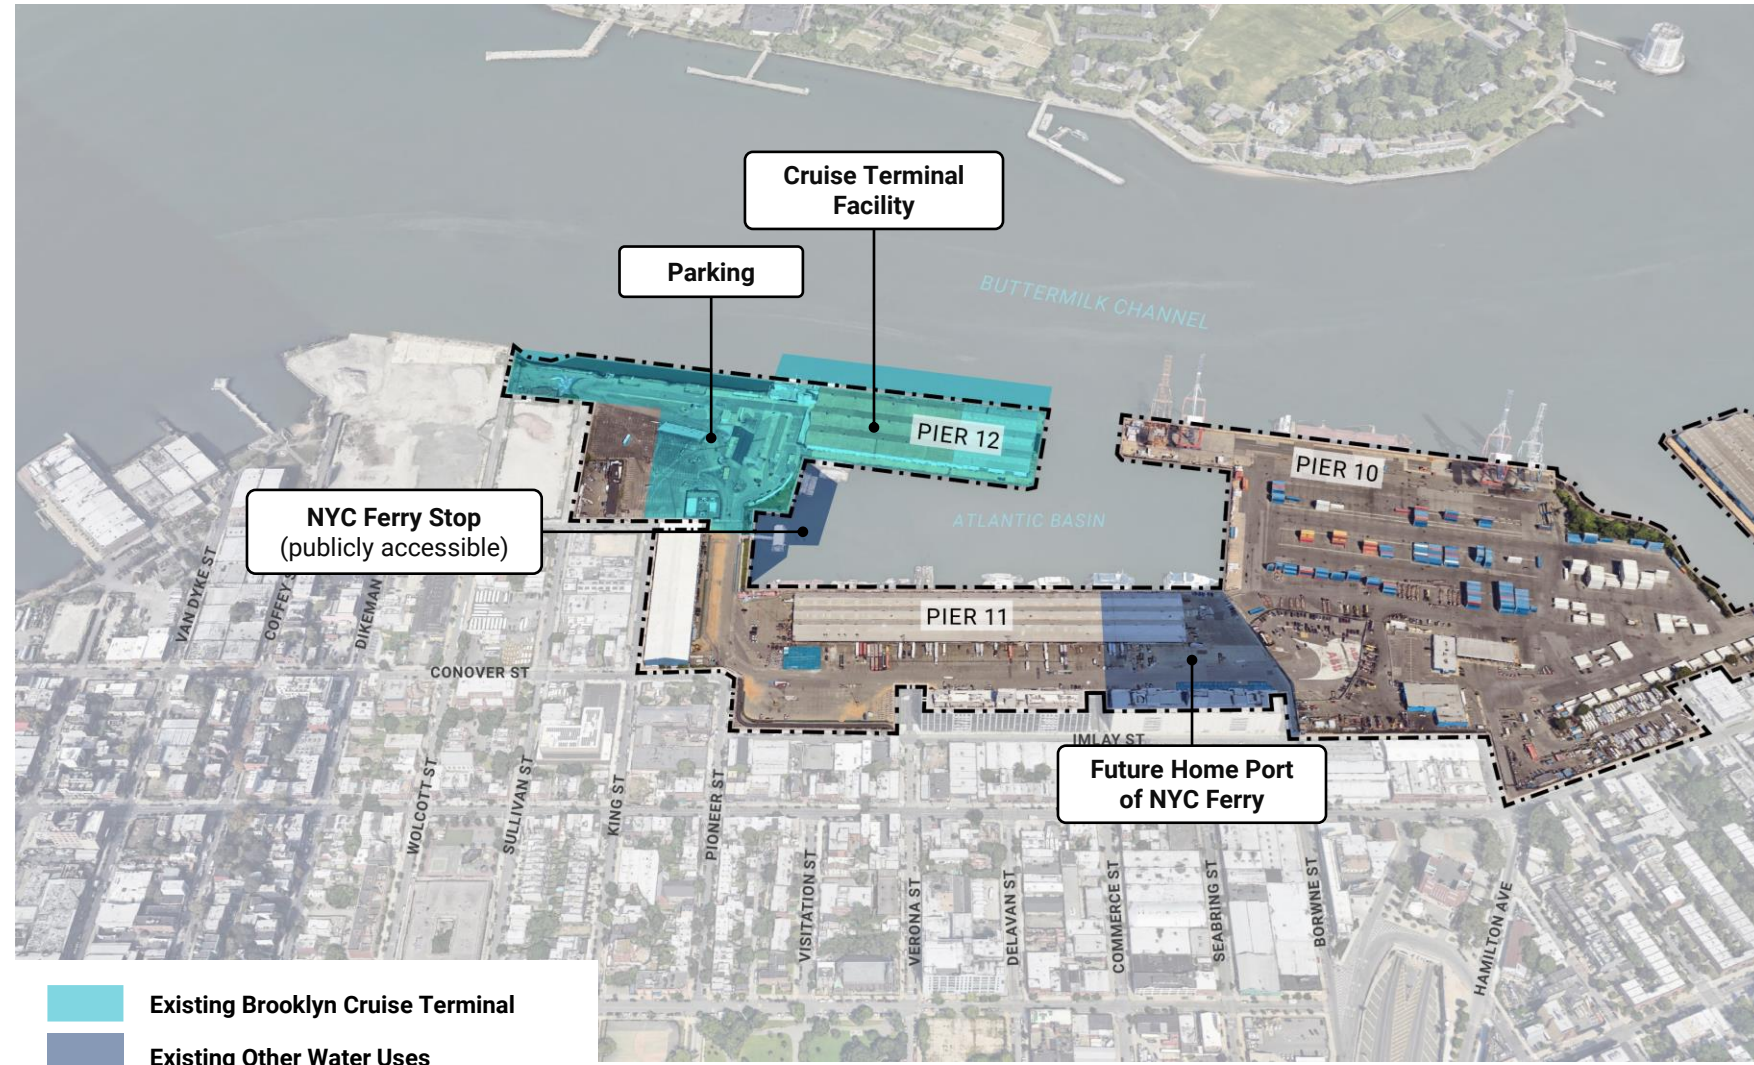 Cruise Terminal
Facility
Parking
BUTTERMILK CHANNEL
PIER 12
PIER 10
NYC Ferry Stop
(publicly accessible)
ATLANTIC BASIN
PIER 11
VAN DYKE ST
COFFEY S
DIKEMAN
CONOVER ST
IMLAY ST
Future Home Port
of NYC Ferry
WOLCOTT ST
SULLIVAN ST
KING ST
PIONEER ST
VISITATION ST
VERONA ST
DELAVAN ST
COMMERCE ST
SEABRING ST
BORWNE ST
HAMILTON AVE
Existing Brooklyn Cruise Terminal
Existing Other Water Uses